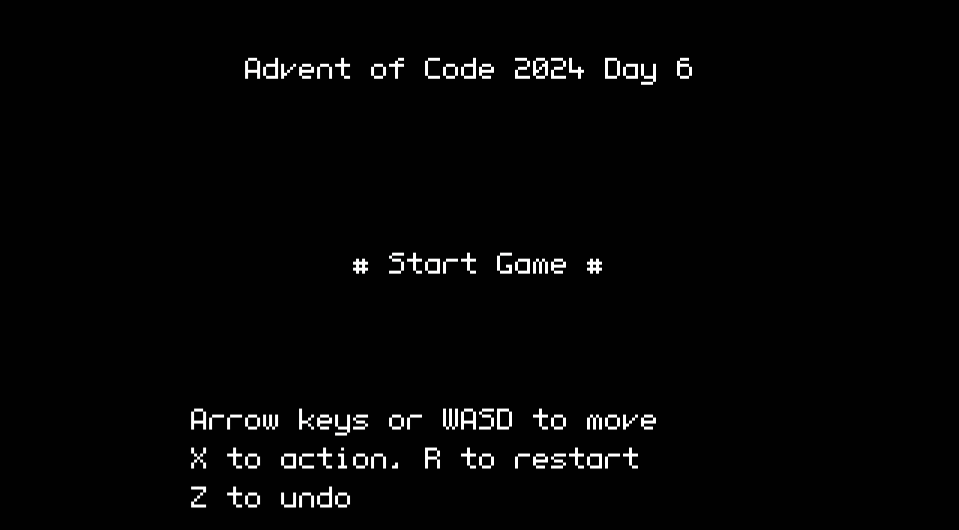 Advent of Code 2024 Day 6
# Start Game #
Arrow keys or WASD to move
X to action, R to restart
Z to undo